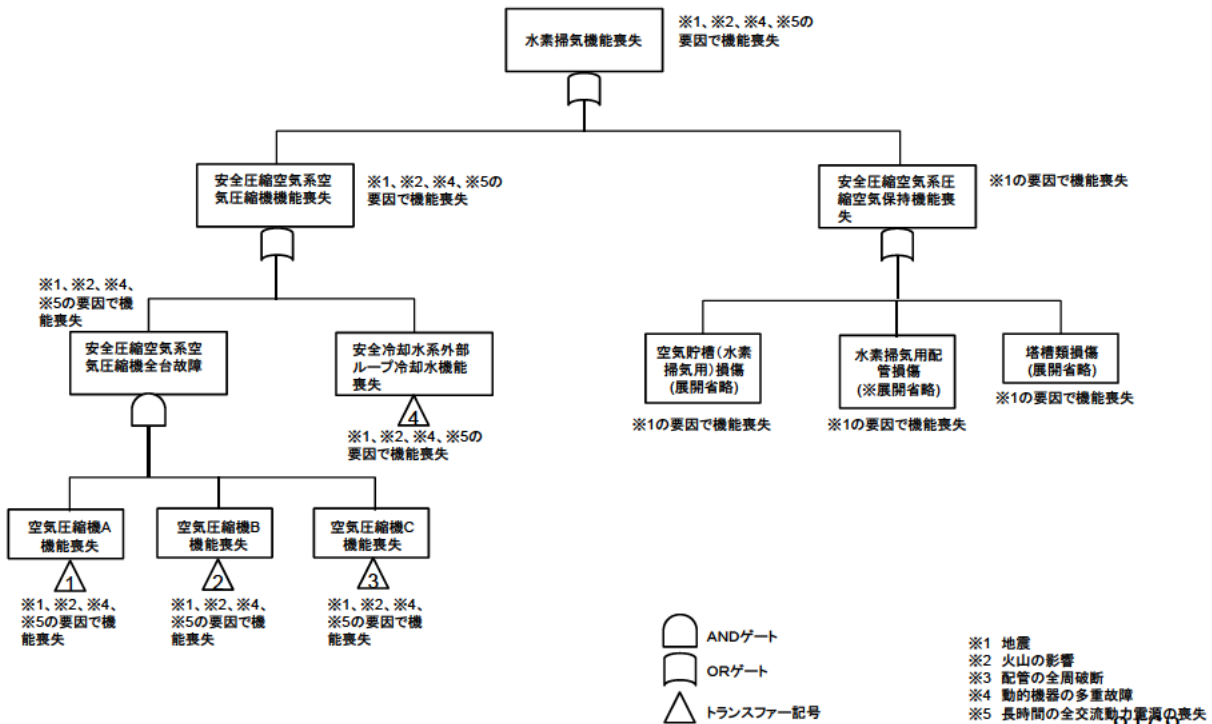 水素掃気機能喪失
※1、※2、※4、※5の
要因で機能喪失
安全圧縮空気系空
気圧縮機機能喪失
※1、※2、※4、※5の
要因で機能喪失
安全圧縮空気系圧
縮空気保持機能喪
失
※1の要因で機能喪失
※1、※2、※4、
※5の要因で機
能喪失
安全圧縮空気系空
気圧縮機全台故障
安全冷却水系外部
ループ冷却水機能
喪失
4
※1、※2、※4、※5の
要因で機能喪失
空気貯槽(水素
掃気用)損傷
(展開省略)
※1の要因で機能喪失
水素掃気用配
管損傷
(※展開省略)
※1の要因で機能喪失
塔槽類損傷
(展開省略)
※1の要因で機能喪失
空気圧縮機A
機能喪失
1
※1、※2、※4、
※5の要因で機
能喪失
空気圧縮機B
機能喪失
2
※1、※2、※4、
※5の要因で機
能喪失
空気圧縮機C
機能喪失
3
※1、※2、※4、
※5の要因で機
能喪失
ANDゲート
ORゲート
トランスファー記号
※1 地震
※2 火山の影響
※3 配管の全周破断
※4 動的機器の多重故障
※5 長時間の全交流動力電源の喪失